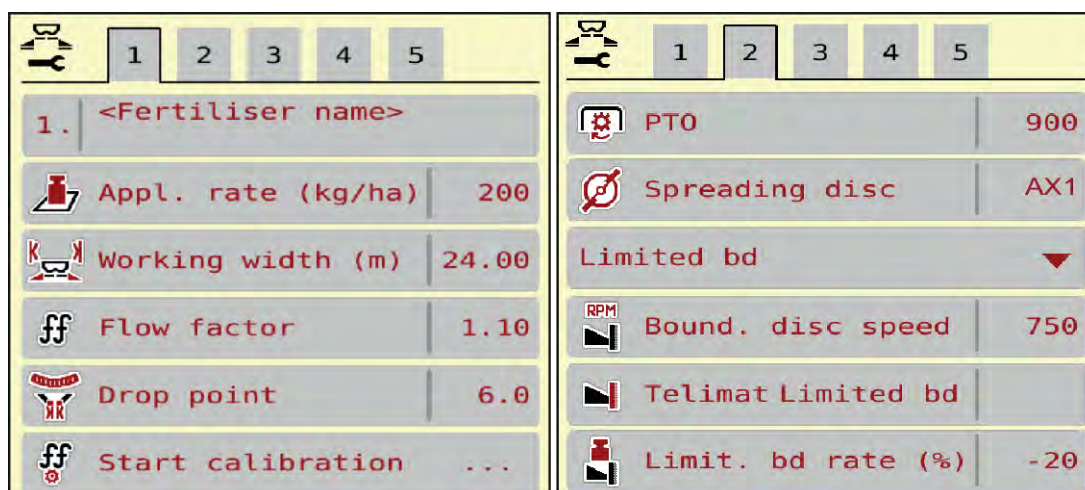 1 2 3 4 5
1. <Fertiliser name>
Appl. rate (kg/ha) 200
K K Working width (m) 24.00
ff Flow factor 1.10
Drop point 6.0
ff Start calibration ...
1 2 3 4 5
PTO 900
Spreading disc AX1
Limited bd
RPM
Bound. disc speed 750
Telimat Limited bd
Limit. bd rate (%) -20